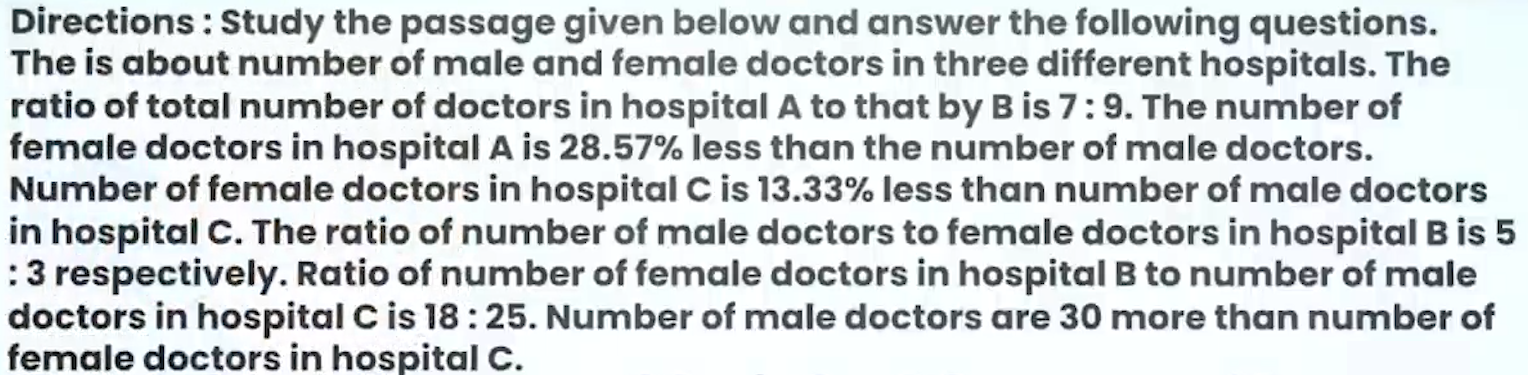 Directions : Study the passage given below and answer the following questions.
The is about number of male and female doctors in three different hospitals. The
ratio of total number of doctors in hospital A to that by B is 7 : 9. The number of
female doctors in hospital A is 28.57% less than the number of male doctors.
Number of female doctors in hospital C is 13.33% less than number of male doctors
in hospital C. The ratio of number of male doctors to female doctors in hospital B is 5
: 3 respectively. Ratio of number of female doctors in hospital B to number of male
doctors in hospital C is 18 : 25. Number of male doctors are 30 more than number of
female doctors in hospital C.